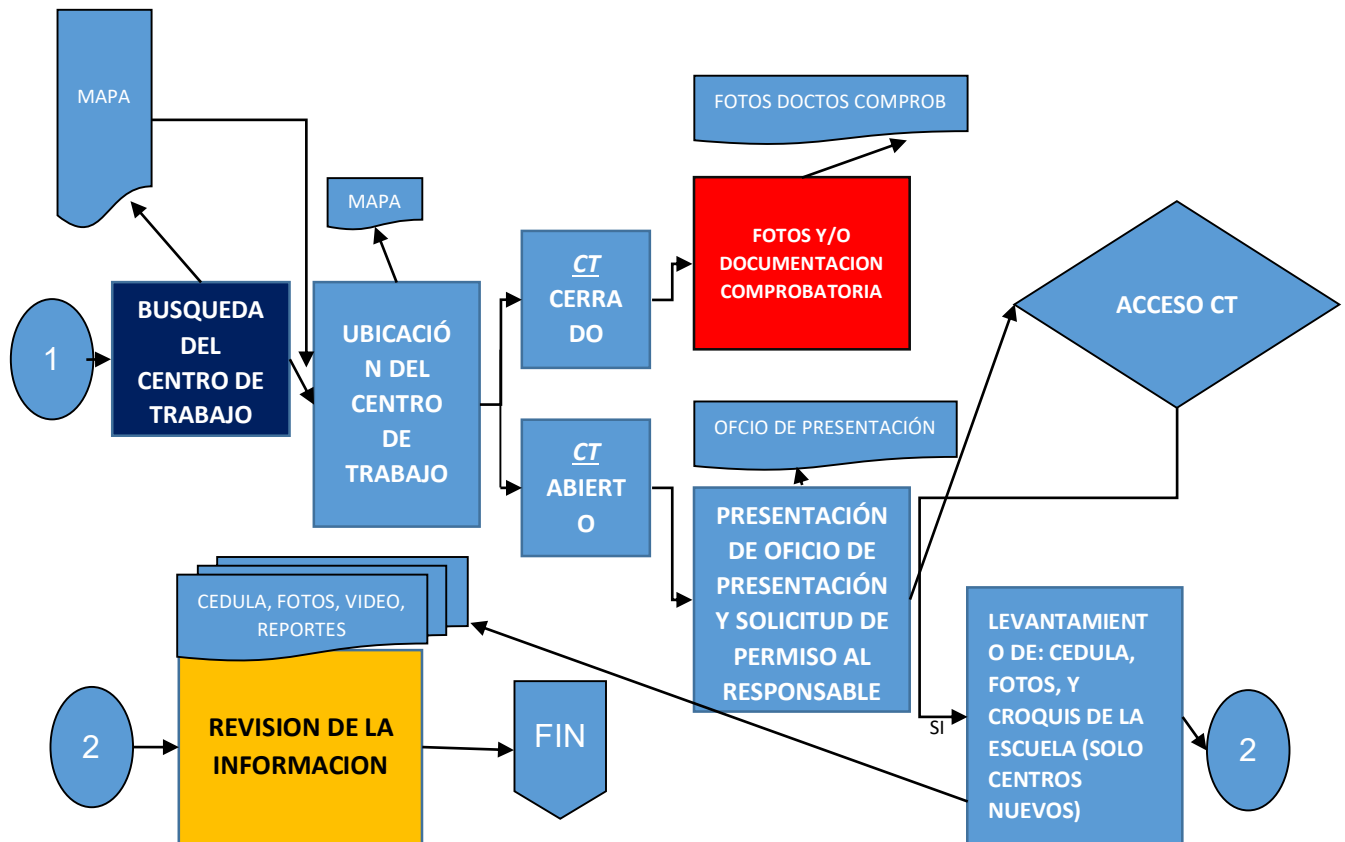 MAPA
FOTOS DOCTOS COMPROB
MAPA
FOTOS Y/O
DOCUMENTACION
COMPROBATORIA
CT
CERRA
DO
ACCESO CT
1
BUSQUEDA
DEL
CENTRO DE
TRABAJO
UBICACIÓ
N DEL
CENTRO
DE
TRABAJO
CT
ABIERT
O
OFCIO DE PRESENTACIÓN
PRESENTACIÓN
DE OFICIO DE
PRESENTACIÓN
Y SOLICITUD DE
PERMISO AL
RESPONSABLE
CEDULA, FOTOS, VIDEO,
REPORTES
SI
LEVANTAMIENT
O DE: CEDULA,
FOTOS, Y
CROQUIS DE LA
ESCUELA (SOLO
CENTROS
NUEVOS)
2
2
REVISION DE LA
INFORMACION
FIN